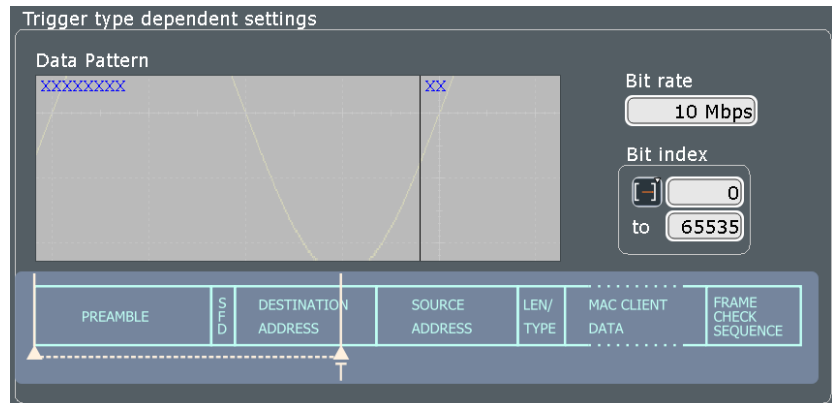 Trigger type dependent settings
Data Pattern
XXXXXXXX
XX
Bit rate
10 Mbps
Bit index
0
to 65535
PREAMBLE
SFD
DESTINATION
ADDRESS
SOURCE
ADDRESS
LEN/
TYPE
MAC CLIENT
DATA
FRAME
CHECK
SEQUENCE
T